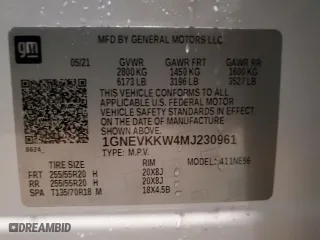 gm
MFD BY GENERAL MOTORS LLC
05/21 GVWR GAWR FRT GAWR RR
2800 KG 1450 KG 1600 KG
6173 LB 3196 LB 3527 LB
THIS VEHICLE CONFORMS TO ALL
APPLICABLE U.S. FEDERAL MOTOR VEHICLE
SAFETY AND THEFT PREVENTION STANDARDS
IN EFFECT ON THE DATE OF
MANUFACTURE SHOWN ABOVE.
1GNEVKKW4MJ230961
TYPE: M.P.V. MODEL: 411NE56
TIRE SIZE RIM
FRT 255/55R20 H 20X8J
RR 255/55R20 H 20X8J
SPA T135/70R18 M 18X4.5B
DREAMBID